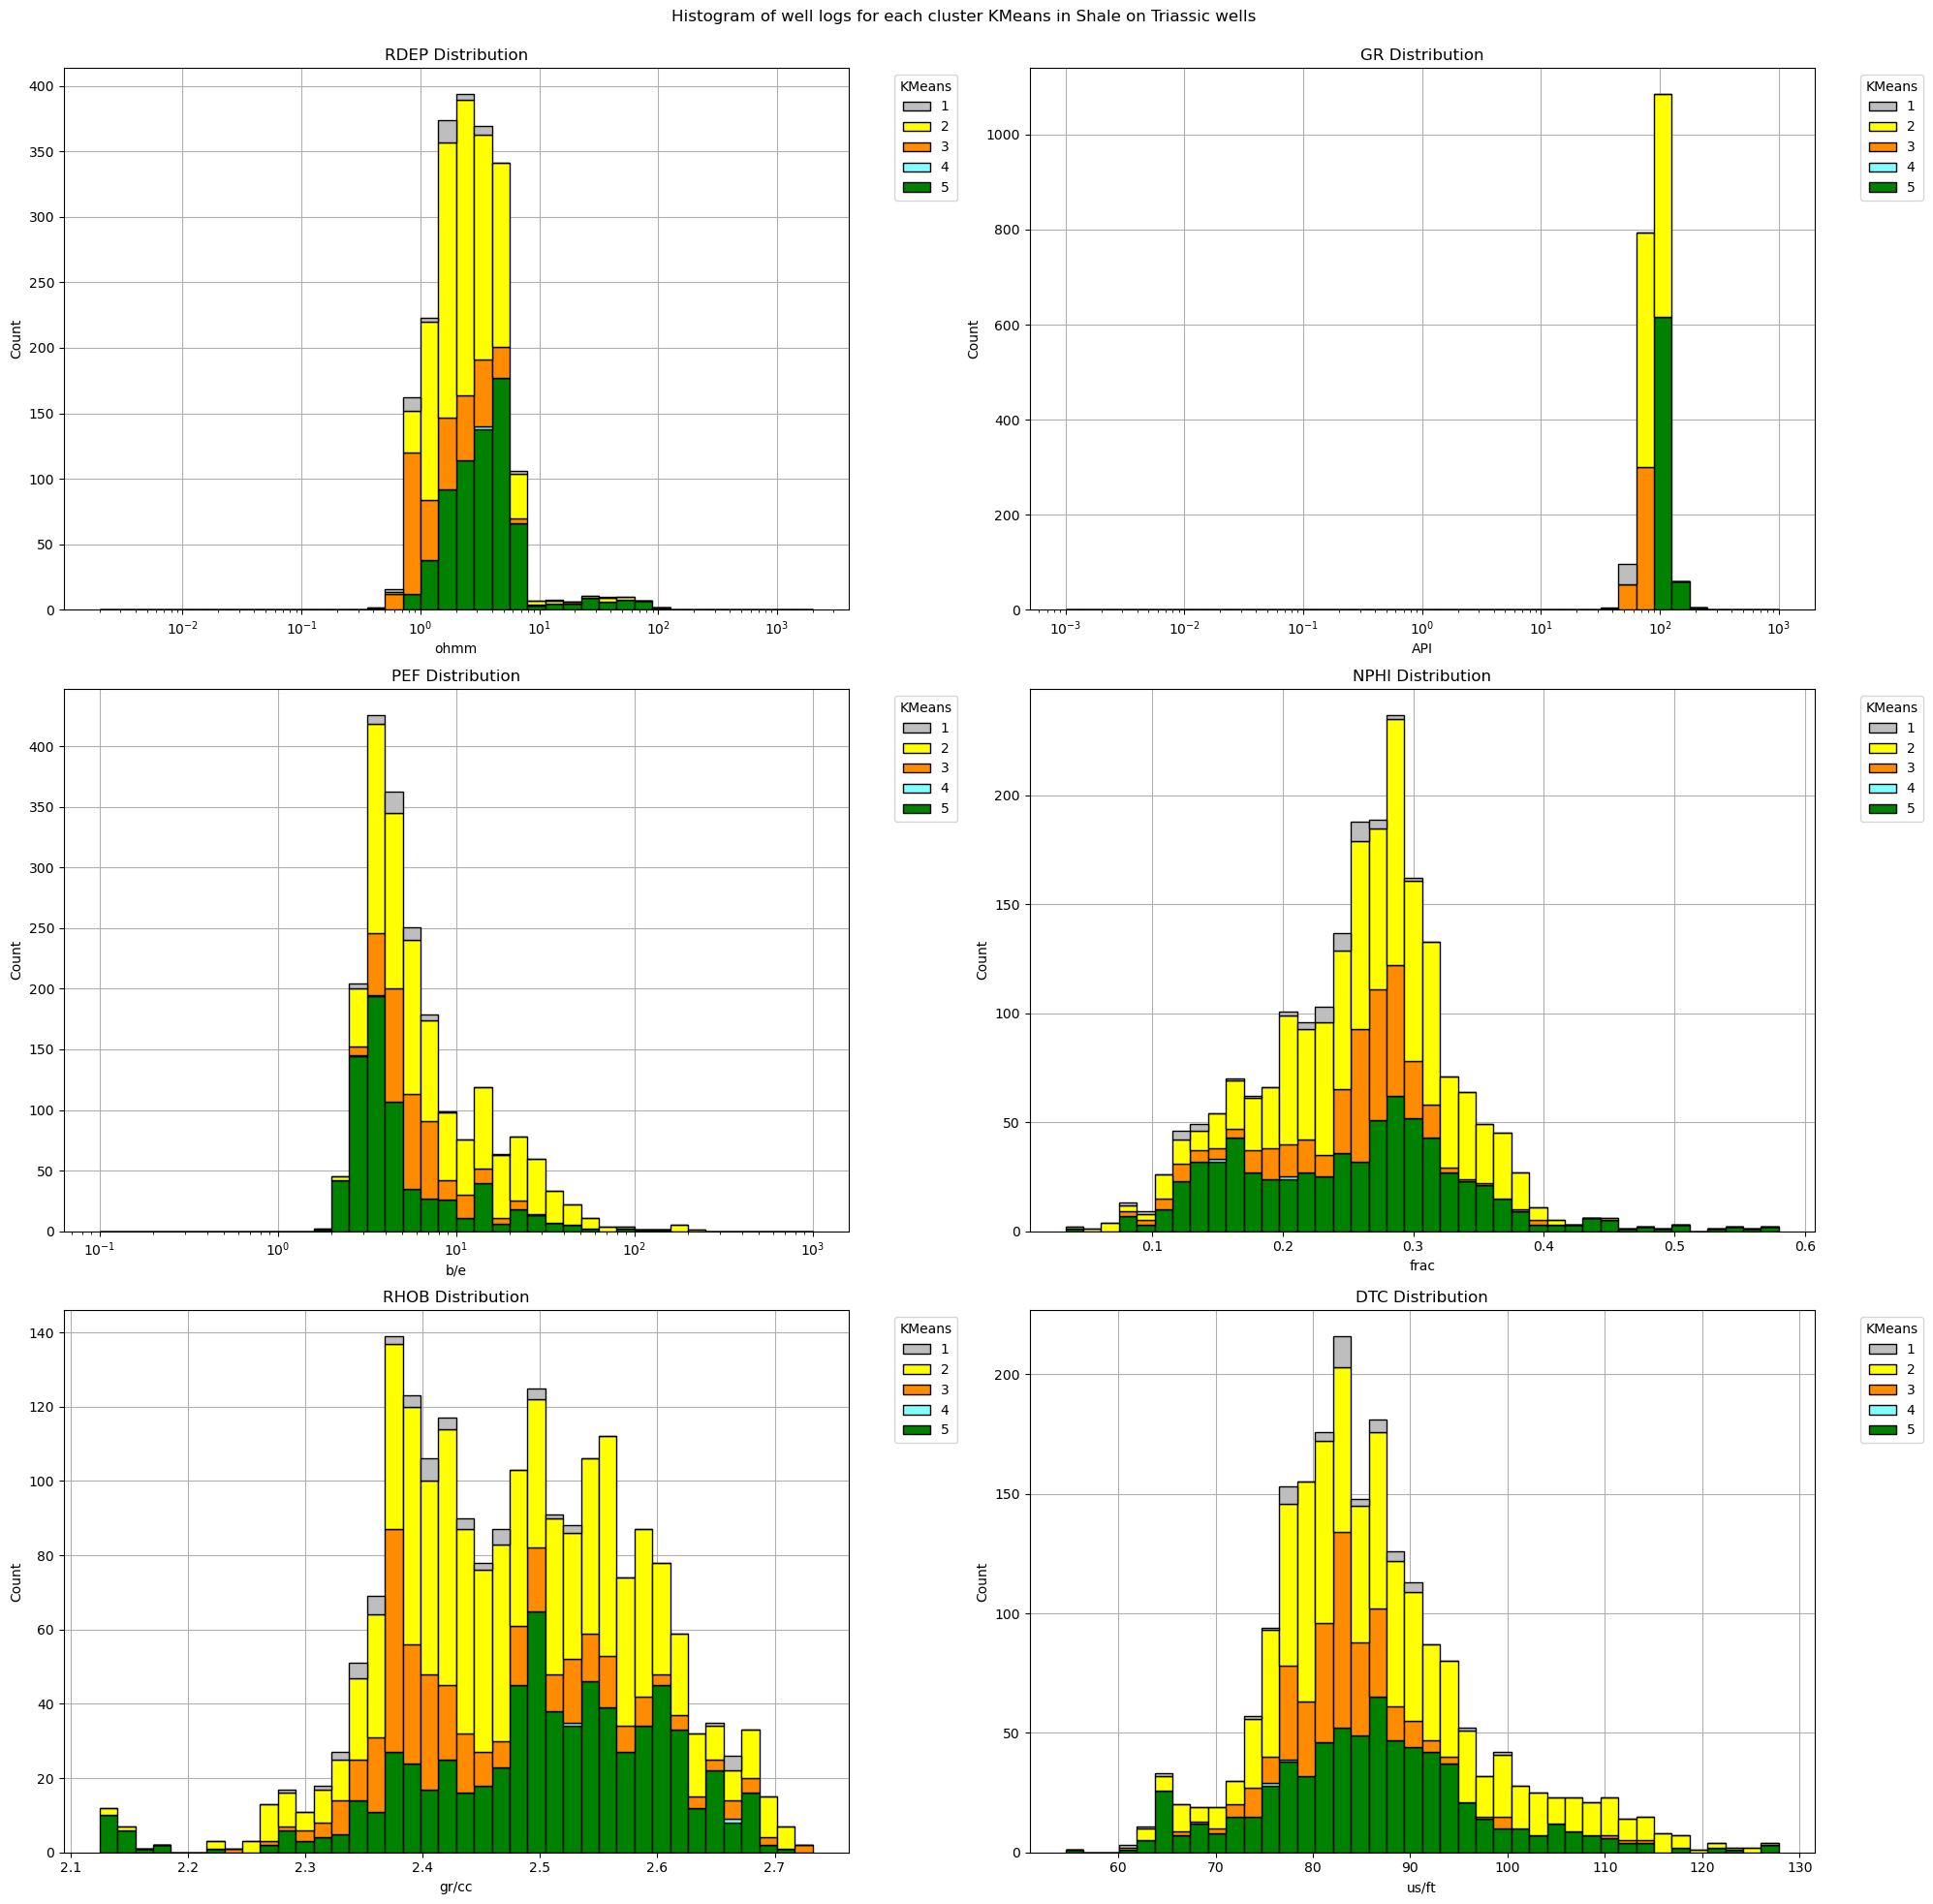 Histogram of well logs for each cluster KMeans in Shale on Triassic wells
RDEP Distribution
Count
400
350
300
250
200
150
100
50
0
10⁻² 10⁻¹ 10⁰ 10¹ 10² 10³
ohmm
KMeans
1
2
3
4
5
GR Distribution
Count
1000
800
600
400
200
0
10⁻³ 10⁻² 10⁻¹ 10⁰ 10¹ 10² 10³
API
KMeans
1
2
3
4
5
PEF Distribution
Count
400
350
300
250
200
150
100
50
0
10⁻¹ 10⁰ 10¹ 10² 10³
b/e
KMeans
1
2
3
4
5
NPHI Distribution
Count
200
150
100
50
0
0.1 0.2 0.3 0.4 0.5 0.6
frac
KMeans
1
2
3
4
5
RHOB Distribution
Count
140
120
100
80
60
40
20
0
2.1 2.2 2.3 2.4 2.5 2.6 2.7
gr/cc
KMeans
1
2
3
4
5
DTC Distribution
Count
200
150
100
50
0
60 70 80 90 100 110 120 130
us/ft
KMeans
1
2
3
4
5